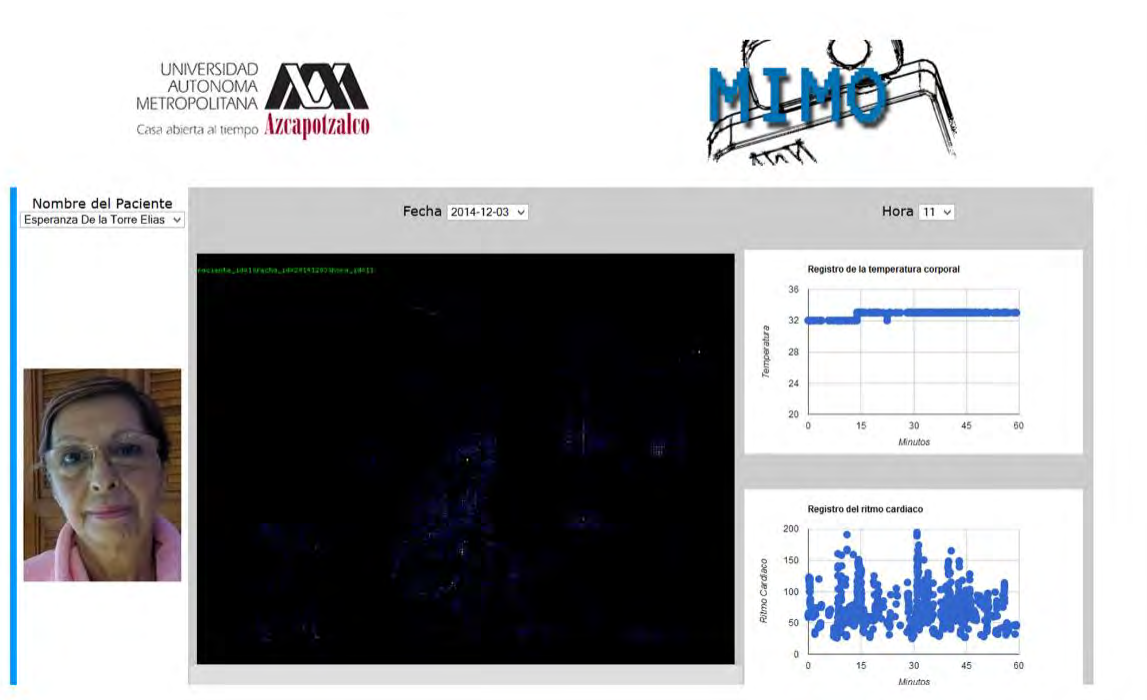 UNIVERSIDAD
AUTONOMA
METROPOLITANA
Casa abierta al tiempo Azcapotzalco
MIMO
Nombre del Paciente
Esperanza De la Torre Elias
Fecha 2014-12-03
Hora 11
Registro de la temperatura corporal
36
32
28
24
20
Temperatura
0 15 30 45 60
Minutos
Registro del ritmo cardiaco
200
150
100
50
0
Ritmo Cardiaco
0 15 30 45 60
Minutos